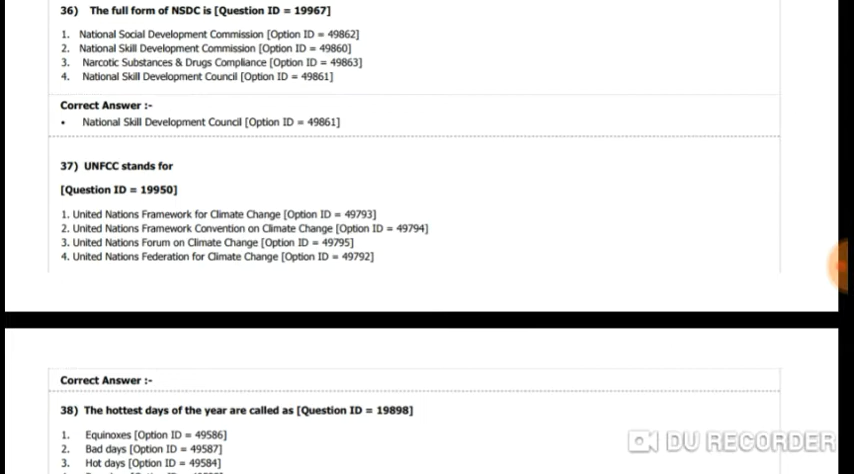 36) The full form of NSDC is [Question ID = 19967]
1. National Social Development Commission [Option ID = 49862]
2. National Skill Development Commission [Option ID = 49860]
3. Narcotic Substances & Drugs Compliance [Option ID = 49863]
4. National Skill Development Council [Option ID = 49861]
Correct Answer :-
• National Skill Development Council [Option ID = 49861]
37) UNFCC stands for
[Question ID = 19950]
1. United Nations Framework for Climate Change [Option ID = 49793]
2. United Nations Framework Convention on Climate Change [Option ID = 49794]
3. United Nations Forum on Climate Change [Option ID = 49795]
4. United Nations Federation for Climate Change [Option ID = 49792]
Correct Answer :-
38) The hottest days of the year are called as [Question ID = 19898]
1. Equinoxes [Option ID = 49586]
2. Bad days [Option ID = 49587]
3. Hot days [Option ID = 49584]
DU RECORDER